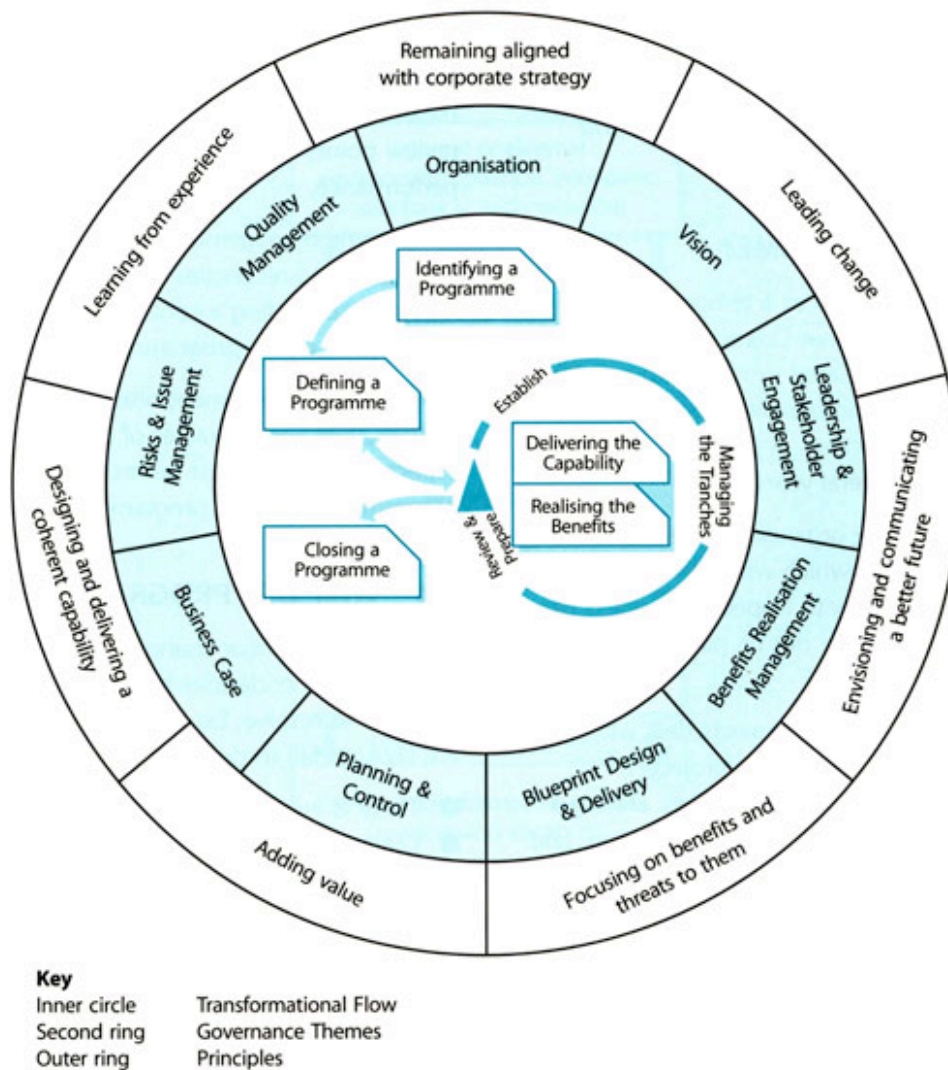 Remaining aligned
with corporate strategy
Leading change
Envisioning and communicating
a better future
Focusing on benefits and
threats to them
Adding value
Designing and delivering a
coherent capability
Learning from experience
Organisation
Vision
Leadership &
Stakeholder
Engagement
Benefits Realisation
Management
Blueprint Design
& Delivery
Planning &
Control
Business Case
Risks & Issue
Management
Quality
Management
Identifying a
Programme
Defining a
Programme
Closing a
Programme
Establish
Managing
the Tranches
Review &
Prepare
Delivering the
Capability
Realising the
Benefits
Key
Inner circle Transformational Flow
Second ring Governance Themes
Outer ring Principles